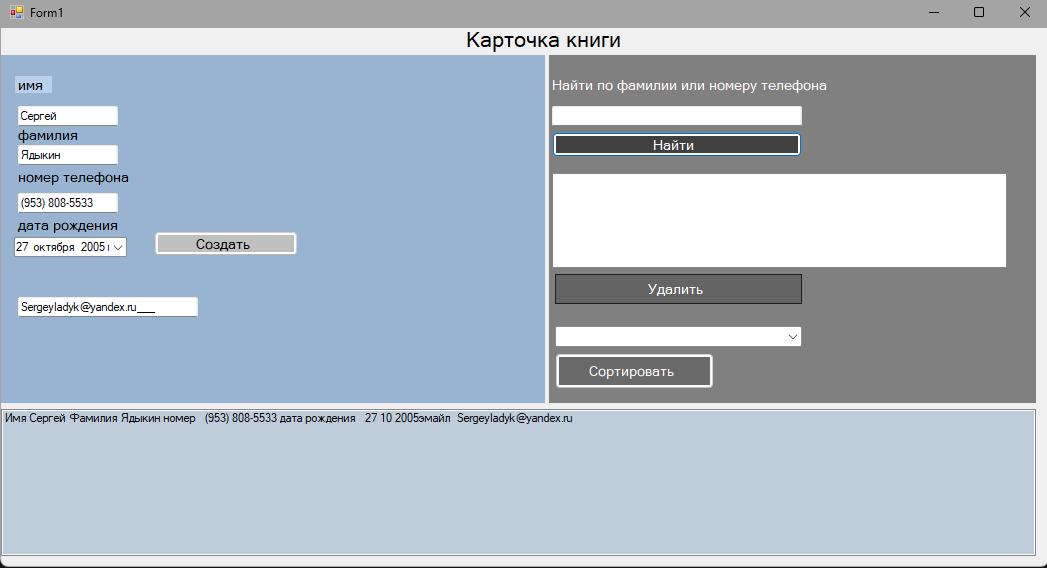 Form1
Карточка книги
имя
Сергей
фамилия
Ядыкин
номер телефона
(953) 808-5533
дата рождения
27 октября 2005 г
Создать
Sergeyladyk@yandex.ru___
Найти по фамилии или номеру телефона
Найти
Удалить
Сортировать
Имя Сергей Фамилия Ядыкин номер (953) 808-5533 дата рождения 27 10 2005эмайл Sergeyladyk@yandex.ru